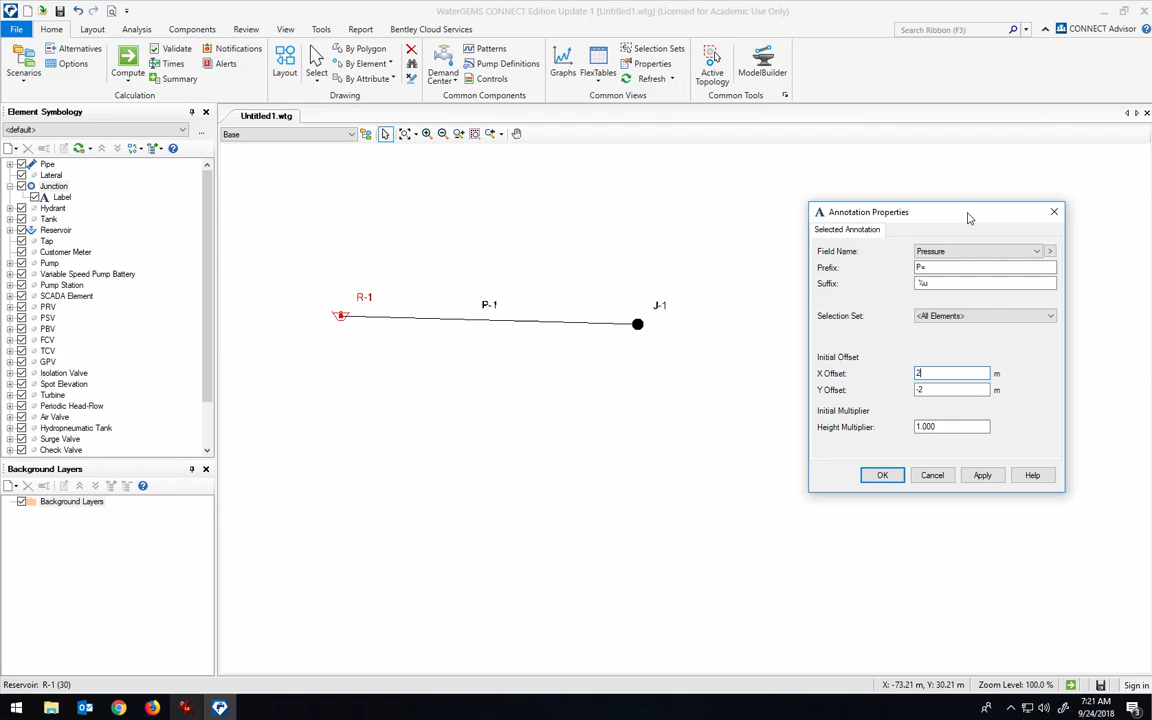 WaterGEMS CONNECT Edition Update 1 [Untitled1.wtg] (Licensed for Academic Use Only)
File Home Layout Analysis Components Review View Tools Report Bentley Cloud Services
Search Ribbon (F3)
CONNECT Advisor
Scenarios
Alternatives
Options
Compute
Validate
Times
Summary
Notifications
Alerts
Calculation
Layout
Select
By Polygon
By Element
By Attribute
Drawing
Demand Center
Patterns
Pump Definitions
Controls
Common Components
Graphs
FlexTables
Selection Sets
Properties
Refresh
Common Views
Active Topology
ModelBuilder
Common Tools
Element Symbology
<default>
...
Pipe
Lateral
Junction
A Label
Hydrant
Tank
Reservoir
Tap
Customer Meter
Pump
Variable Speed Pump Battery
Pump Station
SCADA Element
PRV
PSV
PBV
FCV
TCV
GPV
Isolation Valve
Spot Elevation
Turbine
Periodic Head-Flow
Air Valve
Hydropneumatic Tank
Surge Valve
Check Valve
Background Layers
Background Layers
Untitled1.wtg
Base
R-1
P-1
J-1
A Annotation Properties
Selected Annotation
Field Name: Pressure >
Prefix: P=
Suffix: %u
Selection Set: <All Elements>
Initial Offset
X Offset: 2 m
Y Offset: -2 m
Initial Multiplier
Height Multiplier: 1.000
OK Cancel Apply Help
Reservoir: R-1 (30)
X: -73.21 m, Y: 30.21 m
Zoom Level: 100.0 %
Sign in
7:21 AM
9/24/2018
3